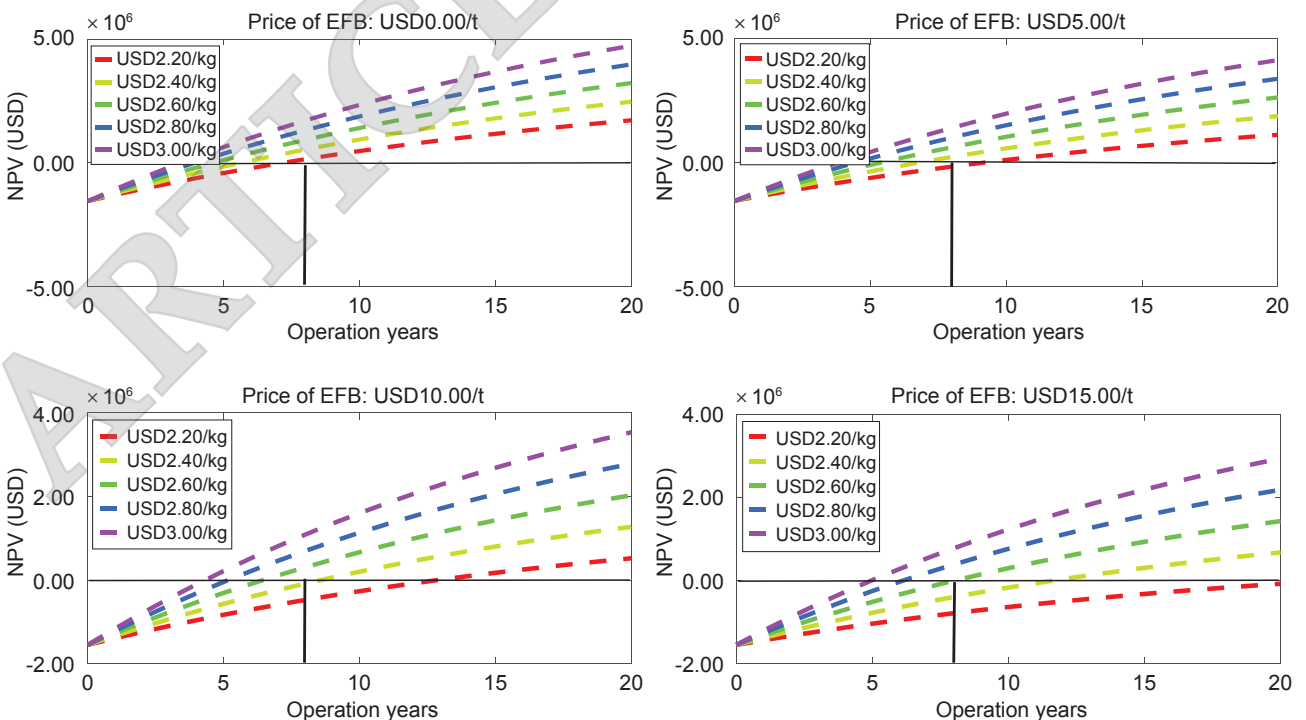 Price of EFB: USD0.00/t
× 10⁶
5.00
0.00
-5.00
NPV (USD)
USD2.20/kg
USD2.40/kg
USD2.60/kg
USD2.80/kg
USD3.00/kg
0 5 10 15 20
Operation years
Price of EFB: USD5.00/t
× 10⁶
5.00
0.00
-5.00
NPV (USD)
USD2.20/kg
USD2.40/kg
USD2.60/kg
USD2.80/kg
USD3.00/kg
0 5 10 15 20
Operation years
Price of EFB: USD10.00/t
× 10⁶
4.00
2.00
0.00
-2.00
NPV (USD)
USD2.20/kg
USD2.40/kg
USD2.60/kg
USD2.80/kg
USD3.00/kg
0 5 10 15 20
Operation years
Price of EFB: USD15.00/t
× 10⁶
4.00
2.00
0.00
-2.00
NPV (USD)
USD2.20/kg
USD2.40/kg
USD2.60/kg
USD2.80/kg
USD3.00/kg
0 5 10 15 20
Operation years
ARTIC